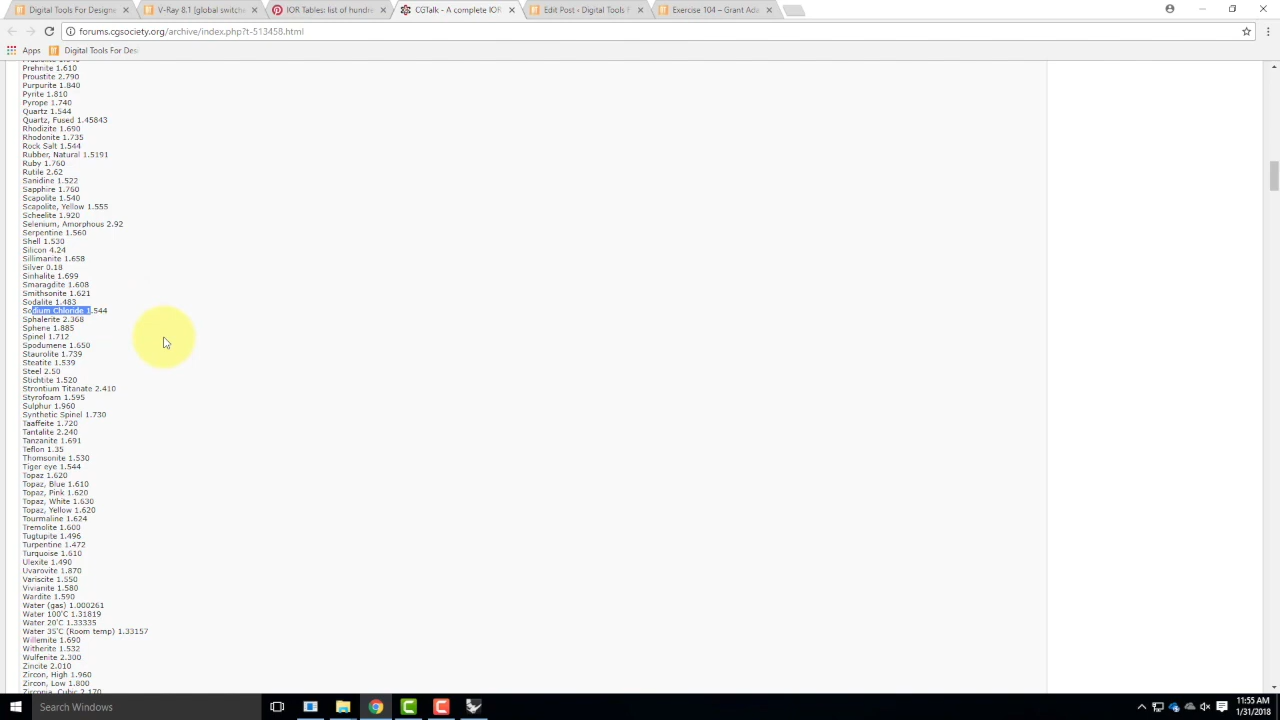 Digital Tools For Designe
V-Ray 8.1 [global switche
IOR Tables: list of hundre
CGTalk - A complete IOR
Edit Post ‹ Digital Tools F
Exercise 104 – Grant Ada
forums.cgsociety.org/archive/index.php?t-513458.html
Apps
Digital Tools For Desi
Prehnite 1.610
Proustite 2.790
Purpurite 1.840
Pyrite 1.810
Pyrope 1.740
Quartz 1.544
Quartz, Fused 1.45843
Rhodizite 1.690
Rhodonite 1.735
Rock Salt 1.544
Rubber, Natural 1.5191
Ruby 1.760
Rutile 2.62
Sanidine 1.522
Sapphire 1.760
Scapolite 1.540
Scapolite, Yellow 1.555
Scheelite 1.920
Selenium, Amorphous 2.92
Serpentine 1.560
Shell 1.530
Silicon 4.24
Sillimanite 1.658
Silver 0.18
Sinhalite 1.699
Smaragdite 1.608
Smithsonite 1.621
Sodalite 1.483
Sodium Chloride 1.544
Sphalerite 2.368
Sphene 1.885
Spinel 1.712
Spodumene 1.650
Staurolite 1.739
Steatite 1.539
Steel 2.50
Stichtite 1.520
Strontium Titanate 2.410
Styrofoam 1.595
Sulphur 1.960
Synthetic Spinel 1.730
Taaffeite 1.720
Tantalite 2.240
Tanzanite 1.691
Teflon 1.35
Thomsonite 1.530
Tiger eye 1.544
Topaz 1.620
Topaz, Blue 1.610
Topaz, Pink 1.620
Topaz, White 1.630
Topaz, Yellow 1.620
Tourmaline 1.624
Tremolite 1.600
Tugtupite 1.496
Turpentine 1.472
Turquoise 1.610
Ulexite 1.490
Uvarovite 1.870
Variscite 1.550
Vivianite 1.580
Wardite 1.590
Water (gas) 1.000261
Water 100'C 1.31819
Water 20'C 1.33335
Water 35'C (Room temp) 1.33157
Willemite 1.690
Witherite 1.532
Wulfenite 2.300
Zincite 2.010
Zircon, High 1.960
Zircon, Low 1.800
Zirconia, Cubic 2.170
Search Windows
11:55 AM
1/31/2018